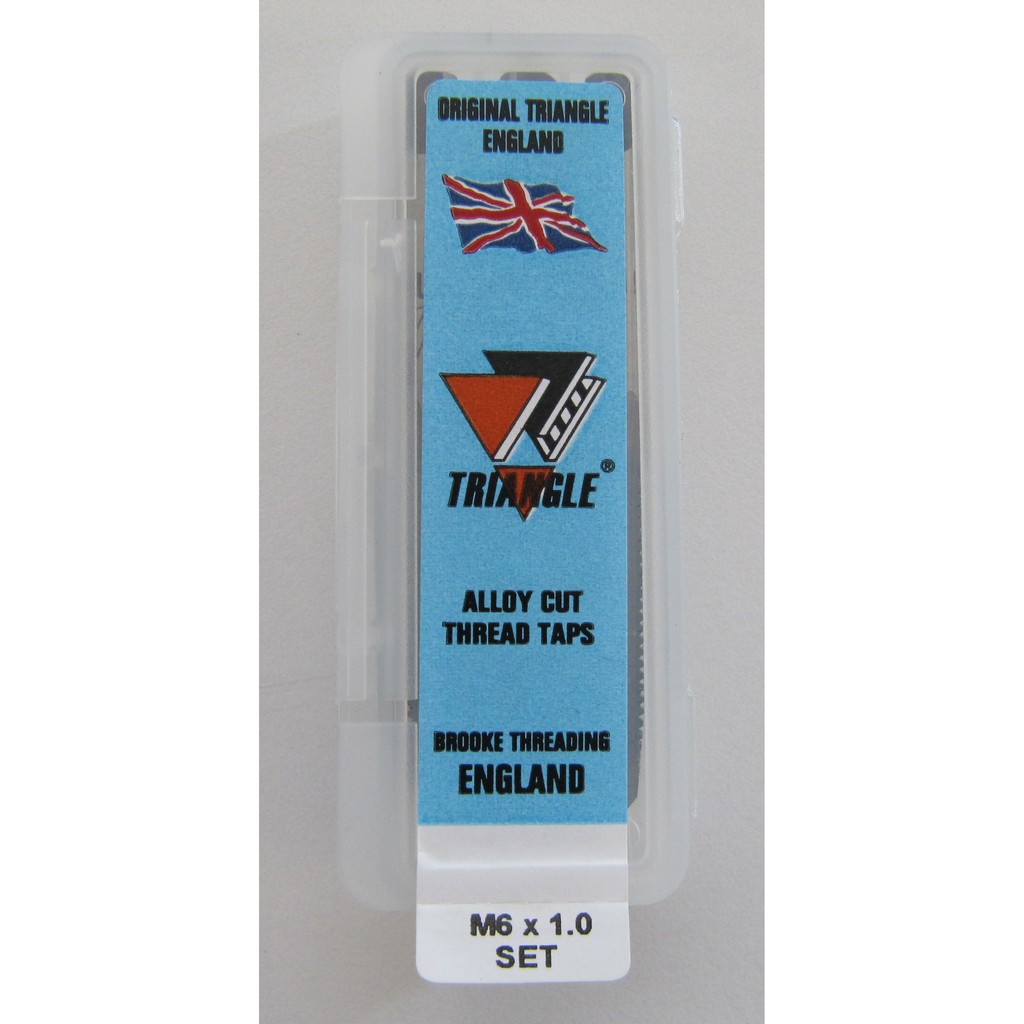 ORIGINAL TRIANGLE
ENGLAND
TRIANGLE®
ALLOY CUT
THREAD TAPS
BROOKE THREADING
ENGLAND
M6 x 1.0
SET